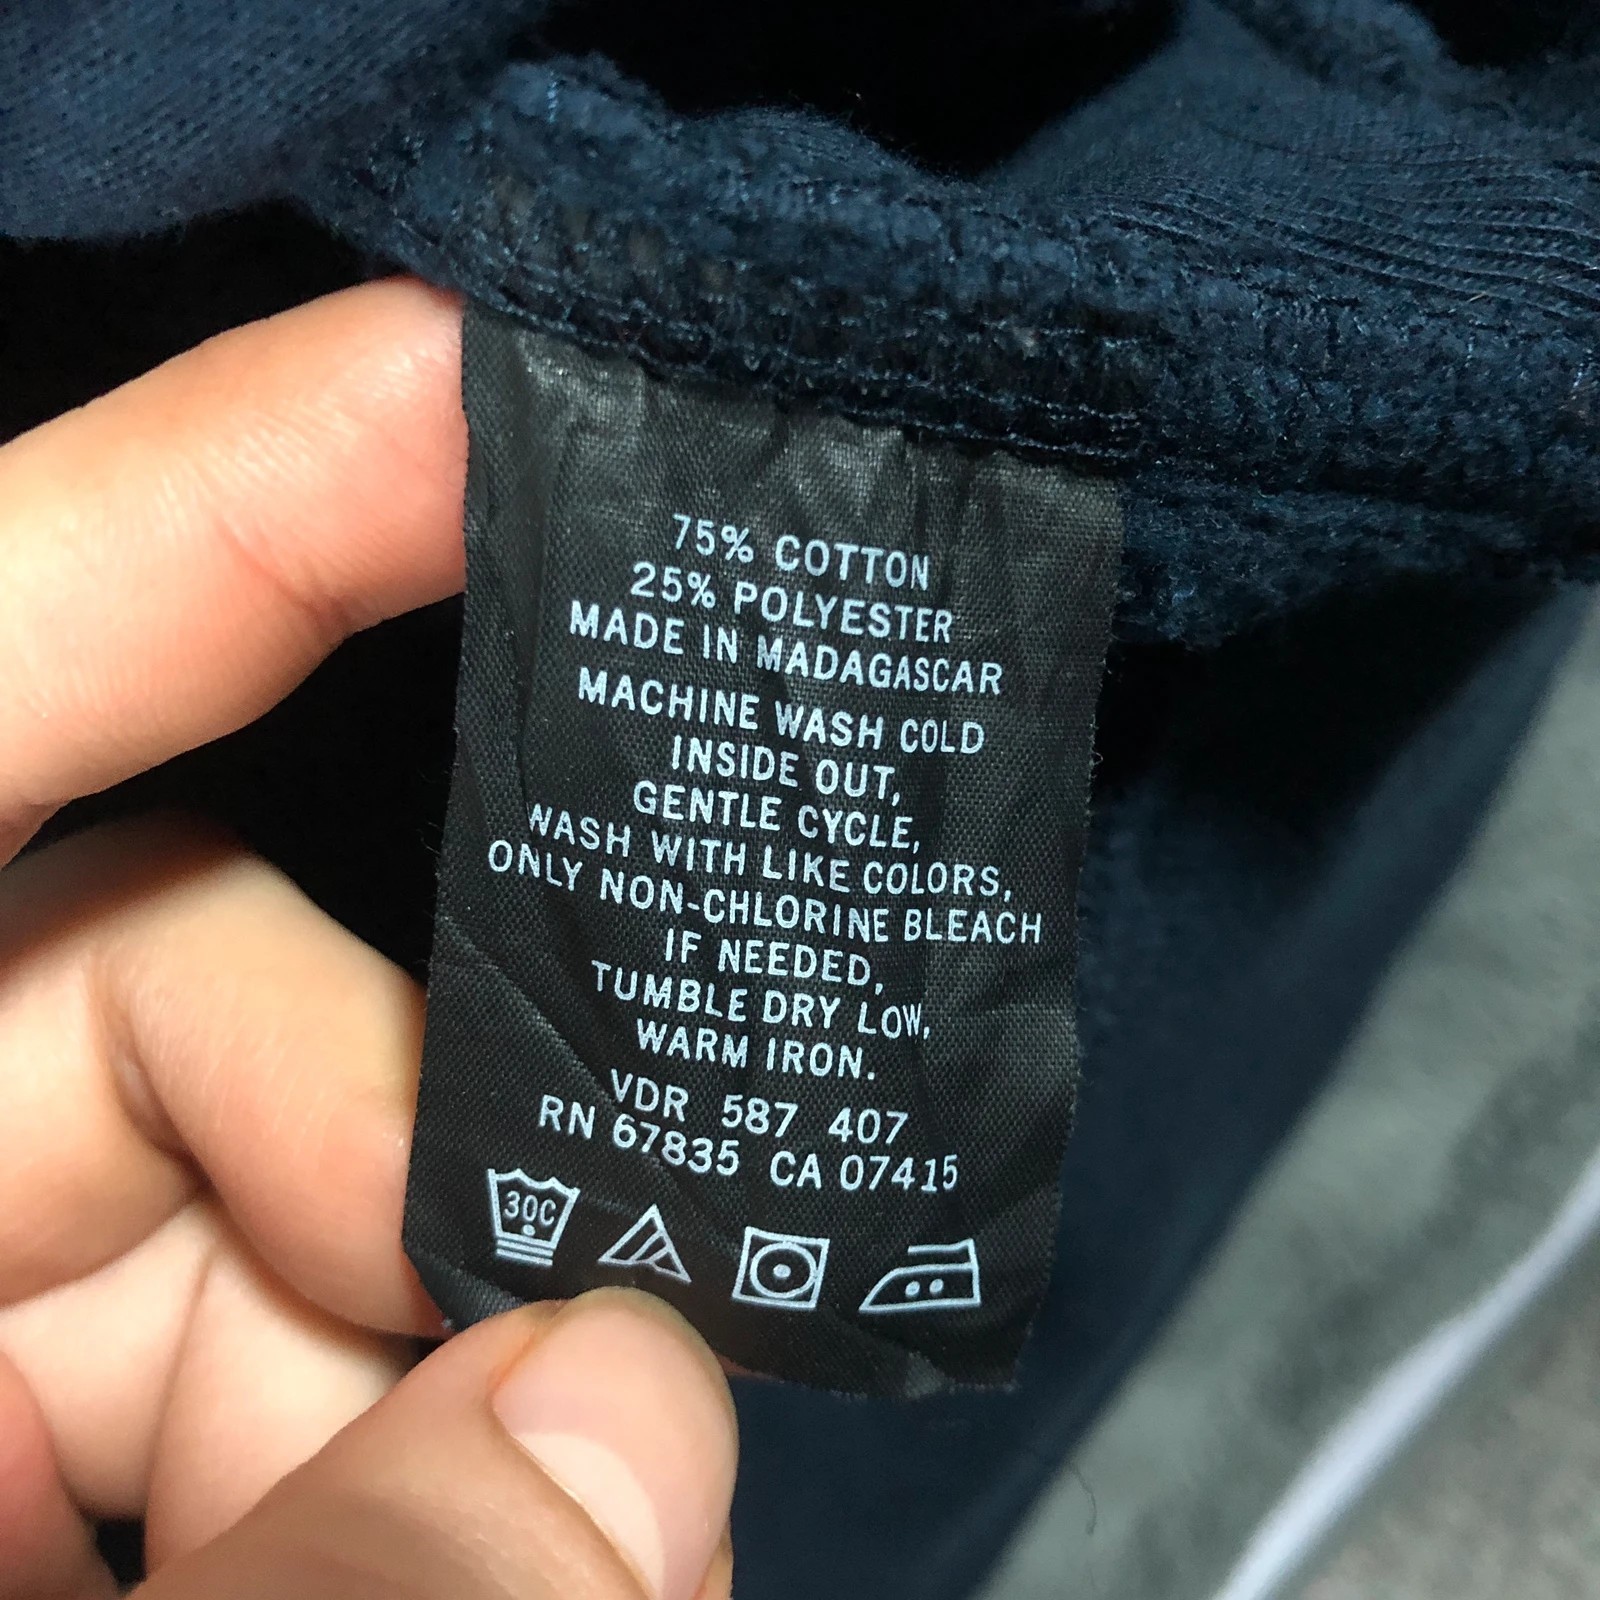 75% COTTON
25% POLYESTER
MADE IN MADAGASCAR
MACHINE WASH COLD
INSIDE OUT,
GENTLE CYCLE,
WASH WITH LIKE COLORS,
ONLY NON-CHLORINE BLEACH
IF NEEDED,
TUMBLE DRY LOW,
WARM IRON.
VDR 587 407
RN 67835 CA 07415
30C